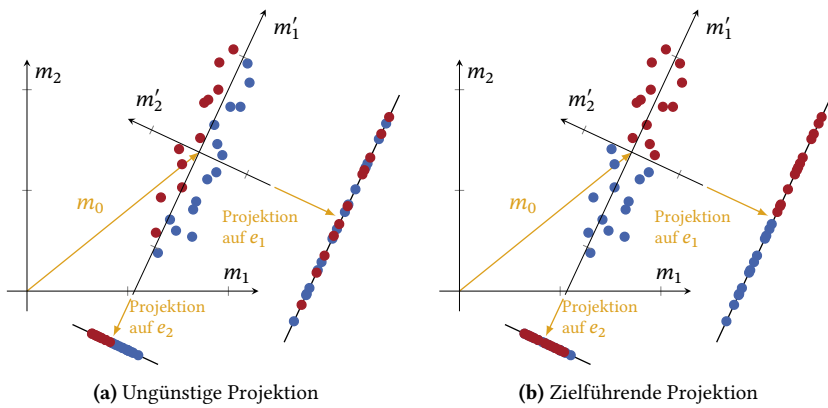 m₂
m′₁
m′₂
m₀
Projektion
auf e₁
m₁
Projektion
auf e₂
(a) Ungünstige Projektion
m₂
m′₁
m′₂
m₀
Projektion
auf e₁
m₁
Projektion
auf e₂
(b) Zielführende Projektion